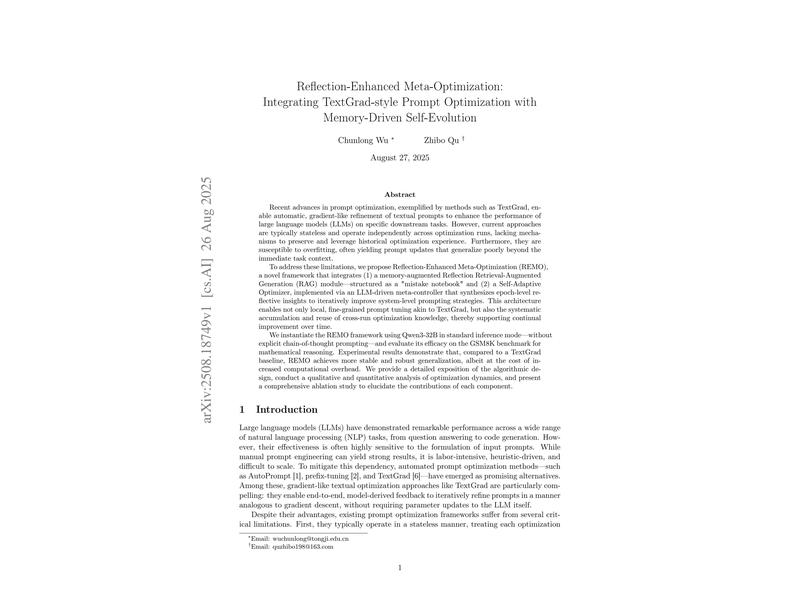 Reflection-Enhanced Meta-Optimization:
Integrating TextGrad-style Prompt Optimization with
Memory-Driven Self-Evolution
Chunlong Wu * Zhibo Qu †
August 27, 2025
arXiv:2508.18749v1 [cs.AI] 26 Aug 2025
Abstract
Recent advances in prompt optimization, exemplified by methods such as TextGrad, en-
able automatic, gradient-like refinement of textual prompts to enhance the performance of
large language models (LLMs) on specific downstream tasks. However, current approaches
are typically stateless and operate independently across optimization runs, lacking mecha-
nisms to preserve and leverage historical optimization experience. Furthermore, they are
susceptible to overfitting, often yielding prompt updates that generalize poorly beyond the
immediate task context.
To address these limitations, we propose Reflection-Enhanced Meta-Optimization (REMO),
a novel framework that integrates (1) a memory-augmented Reflection Retrieval-Augmented
Generation (RAG) module—structured as a "mistake notebook" and (2) a Self-Adaptive
Optimizer, implemented via an LLM-driven meta-controller that synthesizes epoch-level re-
flective insights to iteratively improve system-level prompting strategies. This architecture
enables not only local, fine-grained prompt tuning akin to TextGrad, but also the systematic
accumulation and reuse of cross-run optimization knowledge, thereby supporting continual
improvement over time.
We instantiate the REMO framework using Qwen3-32B in standard inference mode—without
explicit chain-of-thought prompting—and evaluate its efficacy on the GSM8K benchmark for
mathematical reasoning. Experimental results demonstrate that, compared to a TextGrad
baseline, REMO achieves more stable and robust generalization, albeit at the cost of in-
creased computational overhead. We provide a detailed exposition of the algorithmic de-
sign, conduct a qualitative and quantitative analysis of optimization dynamics, and present
a comprehensive ablation study to elucidate the contributions of each component.
1 Introduction
Large language models (LLMs) have demonstrated remarkable performance across a wide range
of natural language processing (NLP) tasks, from question answering to code generation. How-
ever, their effectiveness is often highly sensitive to the formulation of input prompts. While
manual prompt engineering can yield strong results, it is labor-intensive, heuristic-driven, and
difficult to scale. To mitigate this dependency, automated prompt optimization methods—such
as AutoPrompt [1], prefix-tuning [2], and TextGrad [6]—have emerged as promising alternatives.
Among these, gradient-like textual optimization approaches like TextGrad are particularly com-
pelling: they enable end-to-end, model-derived feedback to iteratively refine prompts in a manner
analogous to gradient descent, without requiring parameter updates to the LLM itself.
Despite their advantages, existing prompt optimization frameworks suffer from several crit-
ical limitations. First, they typically operate in a stateless manner, treating each optimization
*Email: wuchunlong@tongji.edu.cn
†Email: quzhibo198@163.com
1